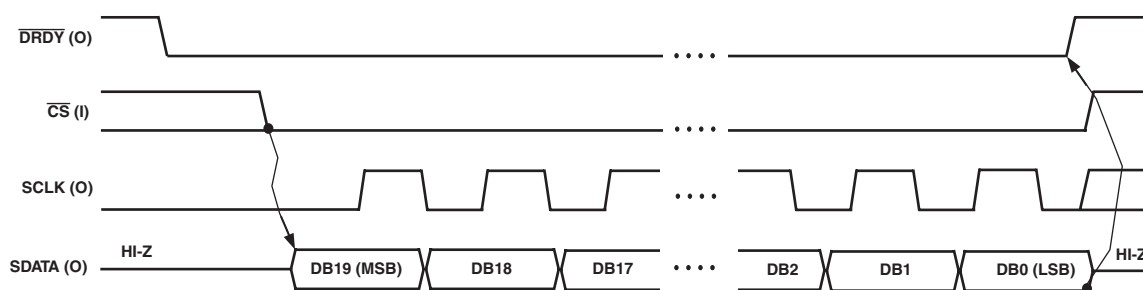 DRDY (O)
CS (I)
SCLK (O)
SDATA (O) HI-Z DB19 (MSB) DB18 DB17 DB2 DB1 DB0 (LSB) HI-Z